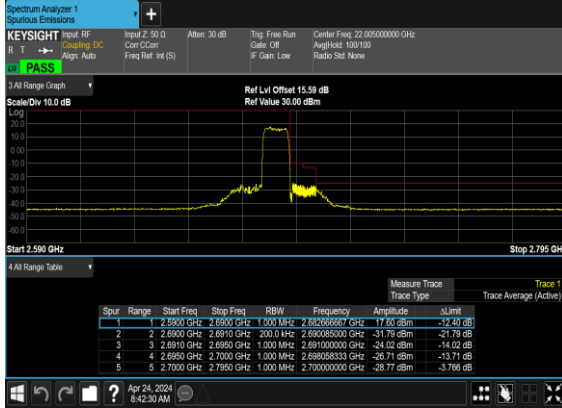 Spectrum Analyzer 1
Spurious Emissions
+
KEYSIGHT Input: RF Input Z: 50 Ω Atten: 30 dB Trig: Free Run Center Freq: 22.005000000 GHz
R T Coupling: DC Corr CCorr Gate: Off Avg|Hold: 100/100
Align: Auto Freq Ref: Int (S) IF Gain: Low Radio Std: None
PASS
3 All Range Graph
Ref Lvl Offset 15.59 dB
Scale/Div 10.0 dB Ref Value 30.00 dBm
Log
20.0
10.0
0.00
-10.0
-20.0
-30.0
-40.0
-50.0
-60.0
Start 2.590 GHz Stop 2.795 GH
4 All Range Table
Measure Trace Trace 1
Trace Type Trace Average (Active)
Spur Range Start Freq Stop Freq RBW Frequency Amplitude ΔLimit
1 1 2.5900 GHz 2.6900 GHz 1.000 MHz 2.682666667 GHz 17.60 dBm -12.40 dB
2 2 2.6900 GHz 2.6910 GHz 200.0 kHz 2.690085000 GHz -31.79 dBm -21.79 dB
3 3 2.6910 GHz 2.6950 GHz 1.000 MHz 2.691000000 GHz -24.02 dBm -14.02 dB
4 4 2.6950 GHz 2.7000 GHz 1.000 MHz 2.698058333 GHz -26.71 dBm -13.71 dB
5 5 2.7000 GHz 2.7950 GHz 1.000 MHz 2.700000000 GHz -28.77 dBm -3.766 dB
? Apr 24, 2024
8:42:30 AM